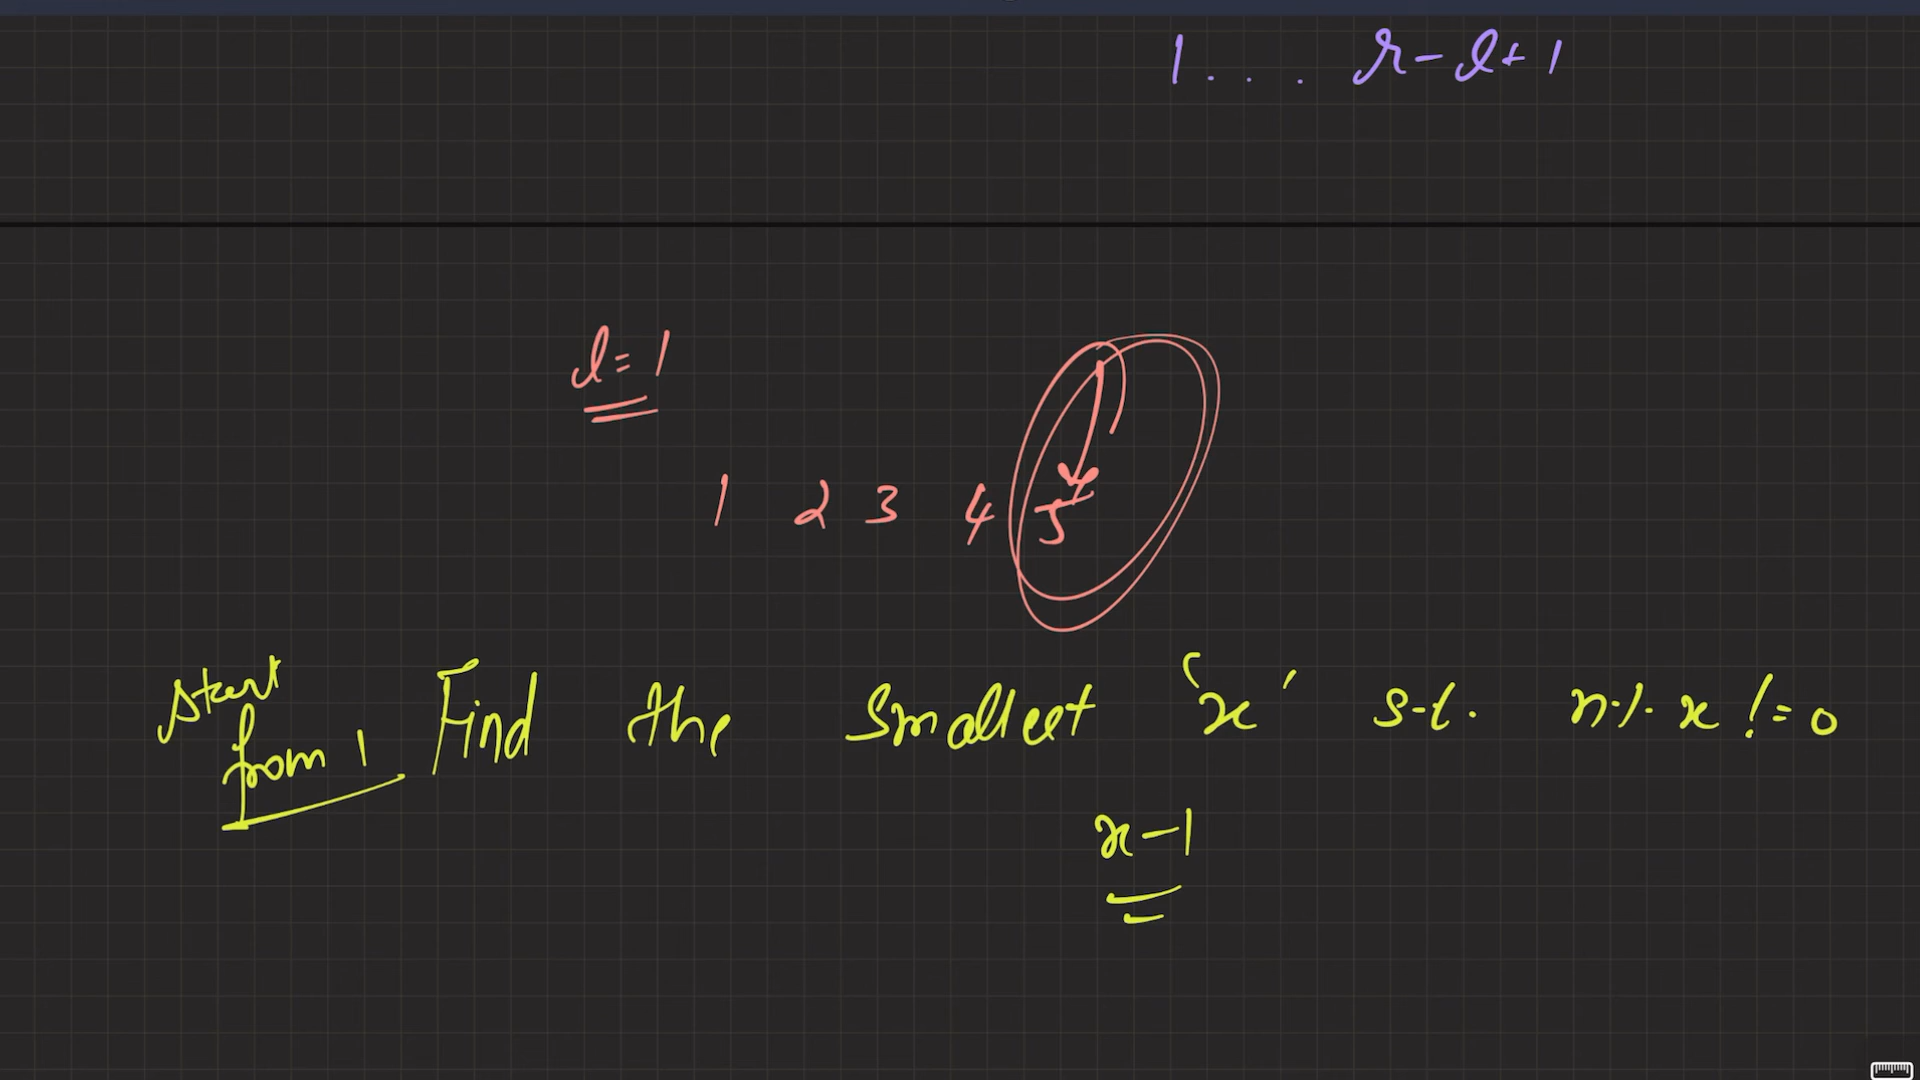 1 . . . r - l + 1
l = 1
1 2 3 4 5
start from 1 Find the smallest 'x' s.t. n % x != 0
x - 1